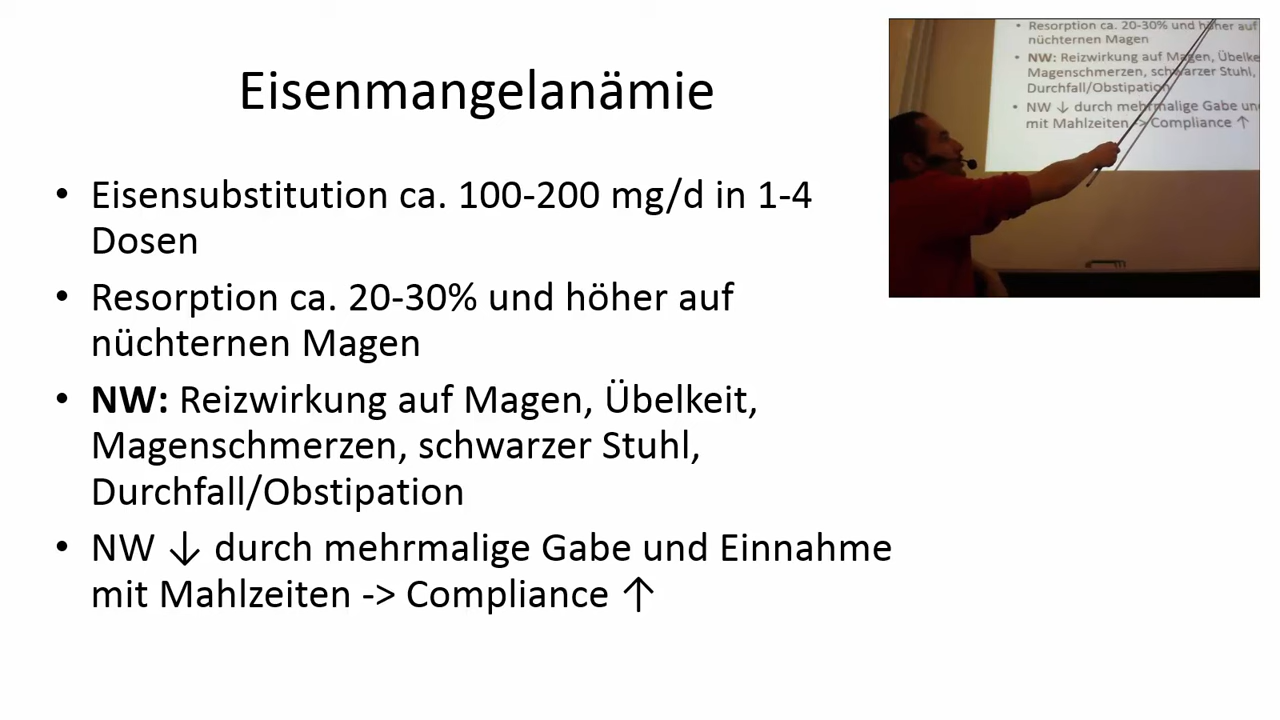 Eisenmangelanämie
• Eisensubstitution ca. 100-200 mg/d in 1-4
Dosen
• Resorption ca. 20-30% und höher auf
nüchternen Magen
• NW: Reizwirkung auf Magen, Übelkeit,
Magenschmerzen, schwarzer Stuhl,
Durchfall/Obstipation
• NW ↓ durch mehrmalige Gabe und Einnahme
mit Mahlzeiten -> Compliance ↑
• Resorption ca. 20-30% und höher auf
nüchternen Magen
• NW: Reizwirkung auf Magen, Übelke
Magenschmerzen, schwarzer Stuhl,
Durchfall/Obstipation
• NW ↓ durch mehrmalige Gabe un
mit Mahlzeiten -> Compliance ↑